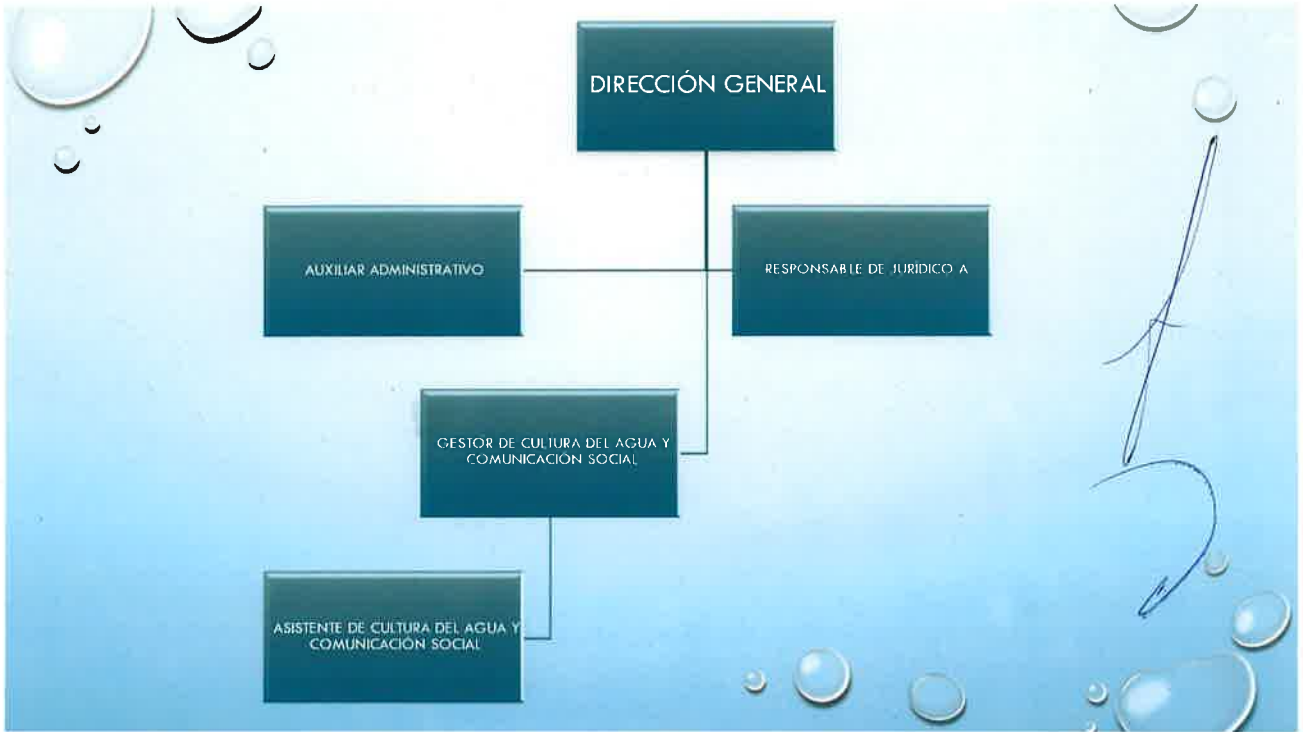 DIRECCIÓN GENERAL
AUXILIAR ADMINISTRATIVO
RESPONSABLE DE JURÍDICO A
GESTOR DE CULTURA DEL AGUA Y
COMUNICACIÓN SOCIAL
ASISTENTE DE CULTURA DEL AGUA Y
COMUNICACIÓN SOCIAL